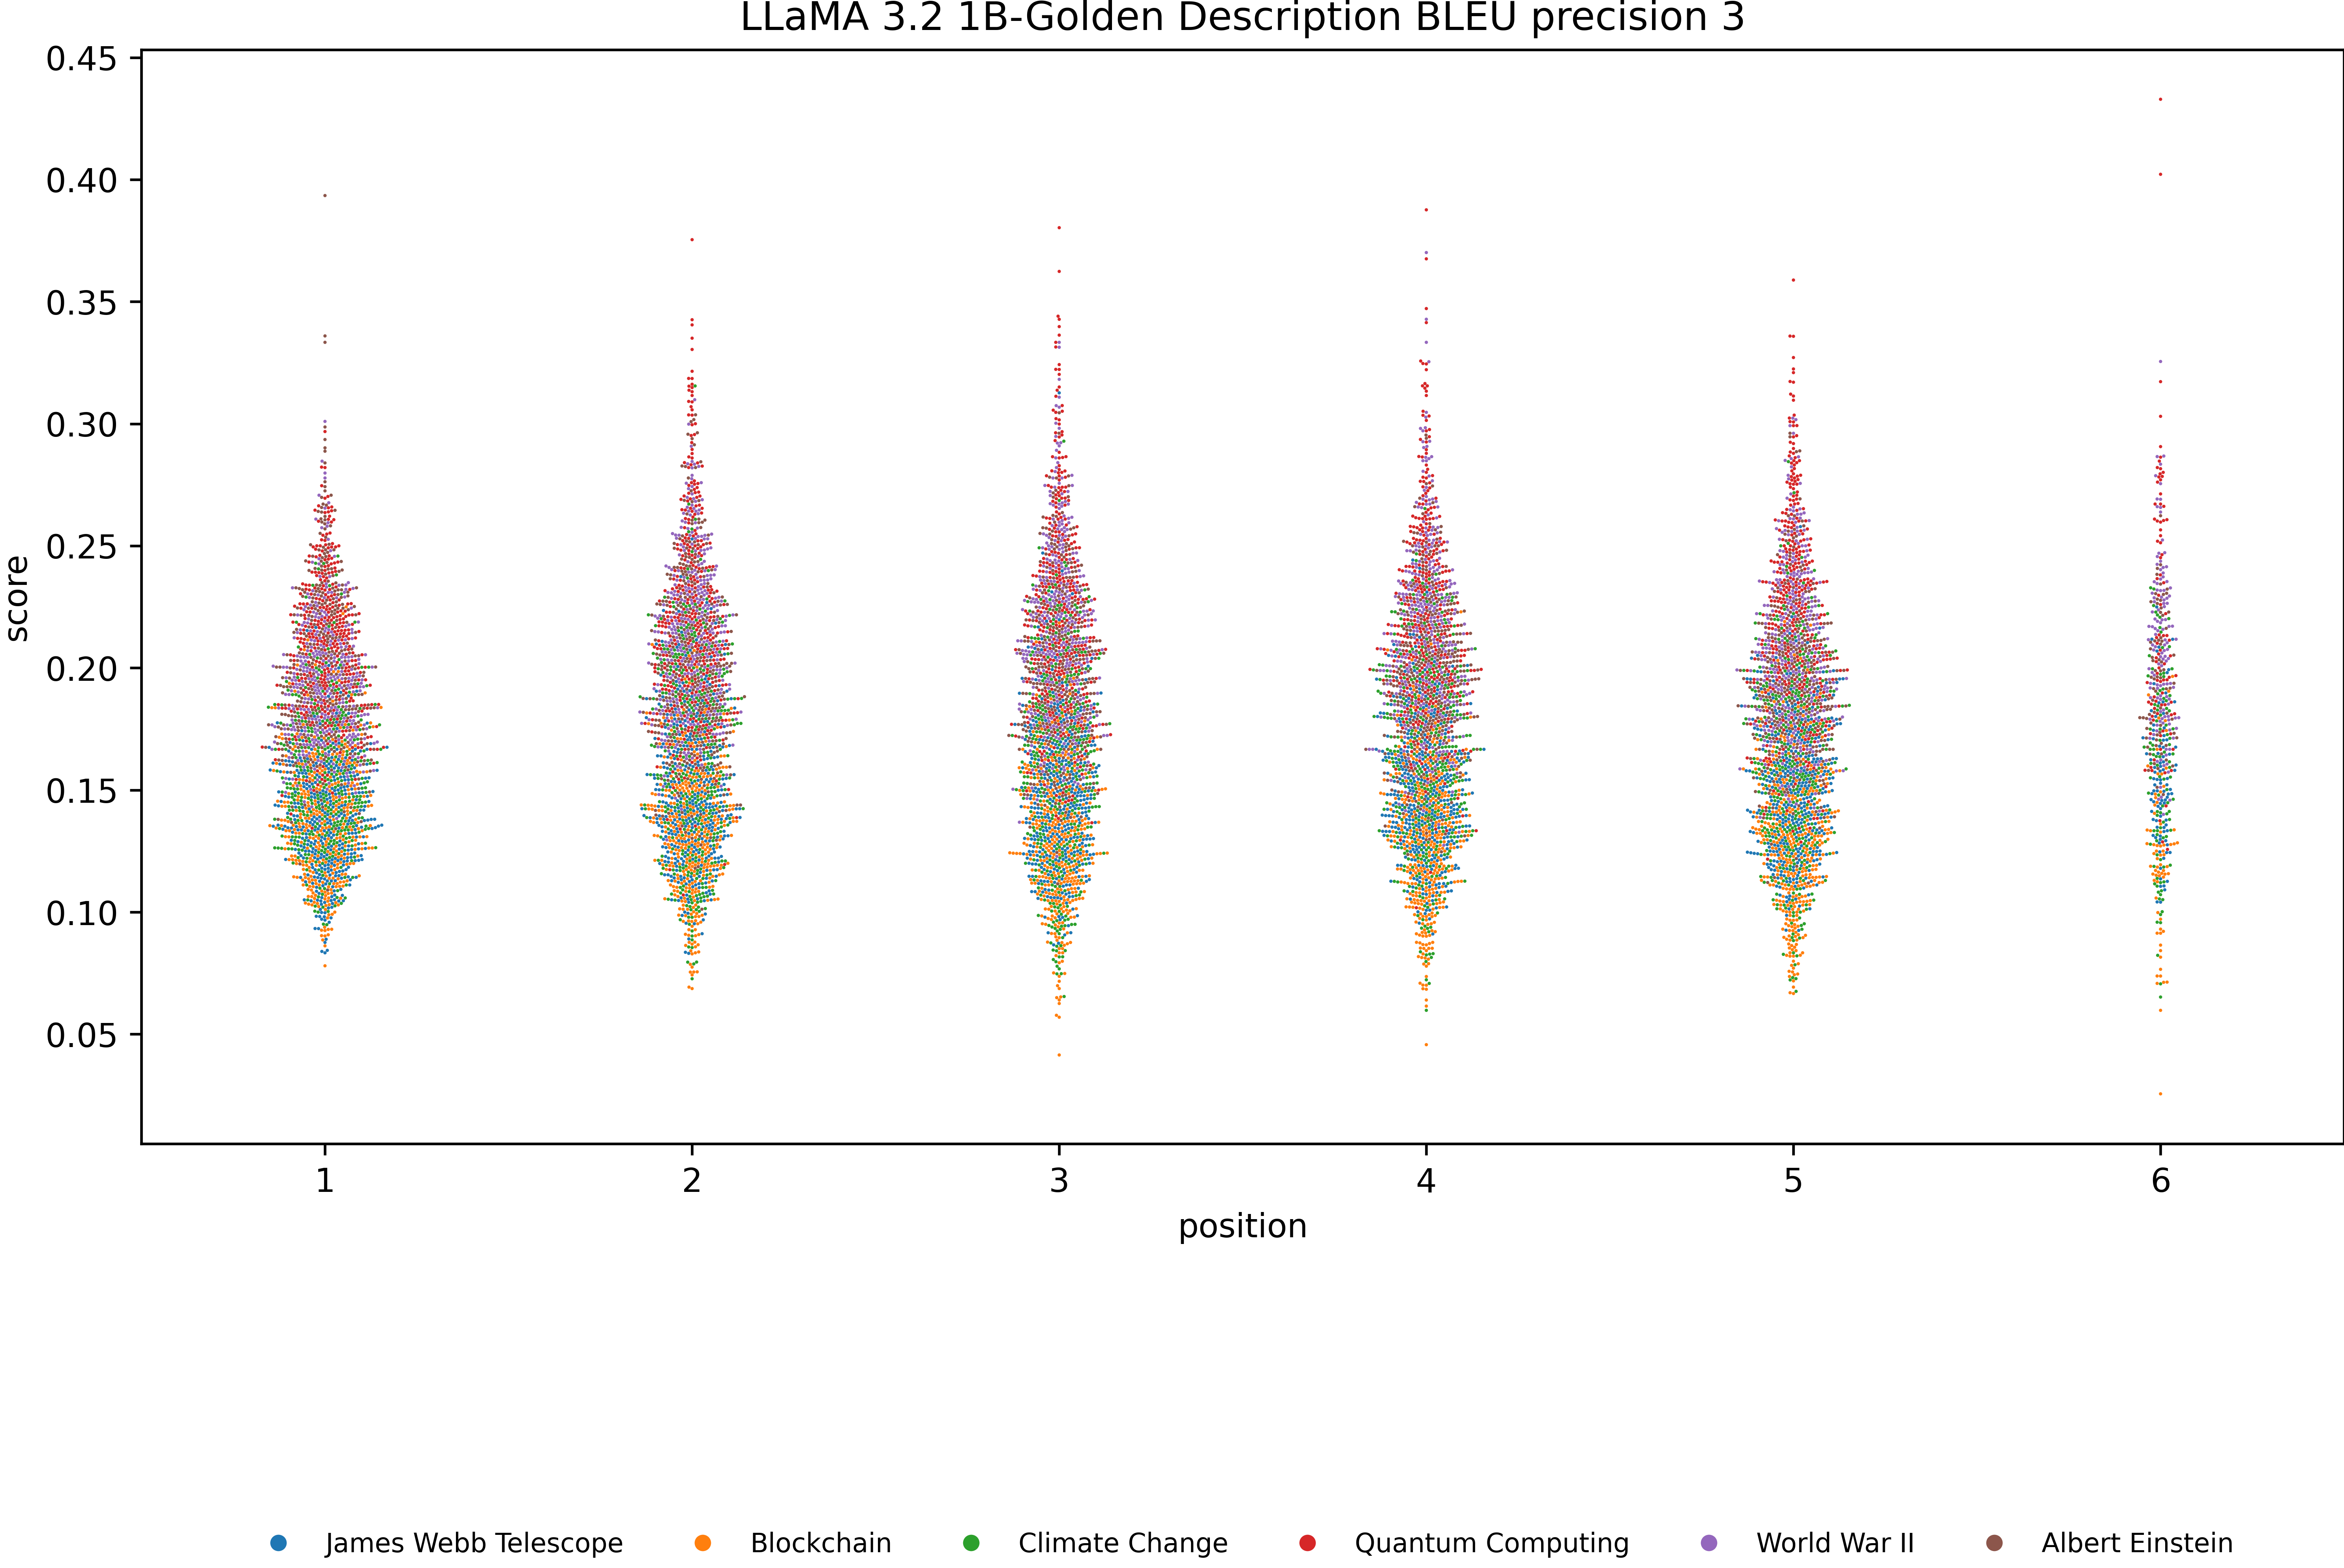 LLaMA 3.2 1B-Golden Description BLEU precision 3
score
0.45
0.40
0.35
0.30
0.25
0.20
0.15
0.10
0.05
1 2 3 4 5 6
position
James Webb Telescope Blockchain Climate Change Quantum Computing World War II Albert Einstein